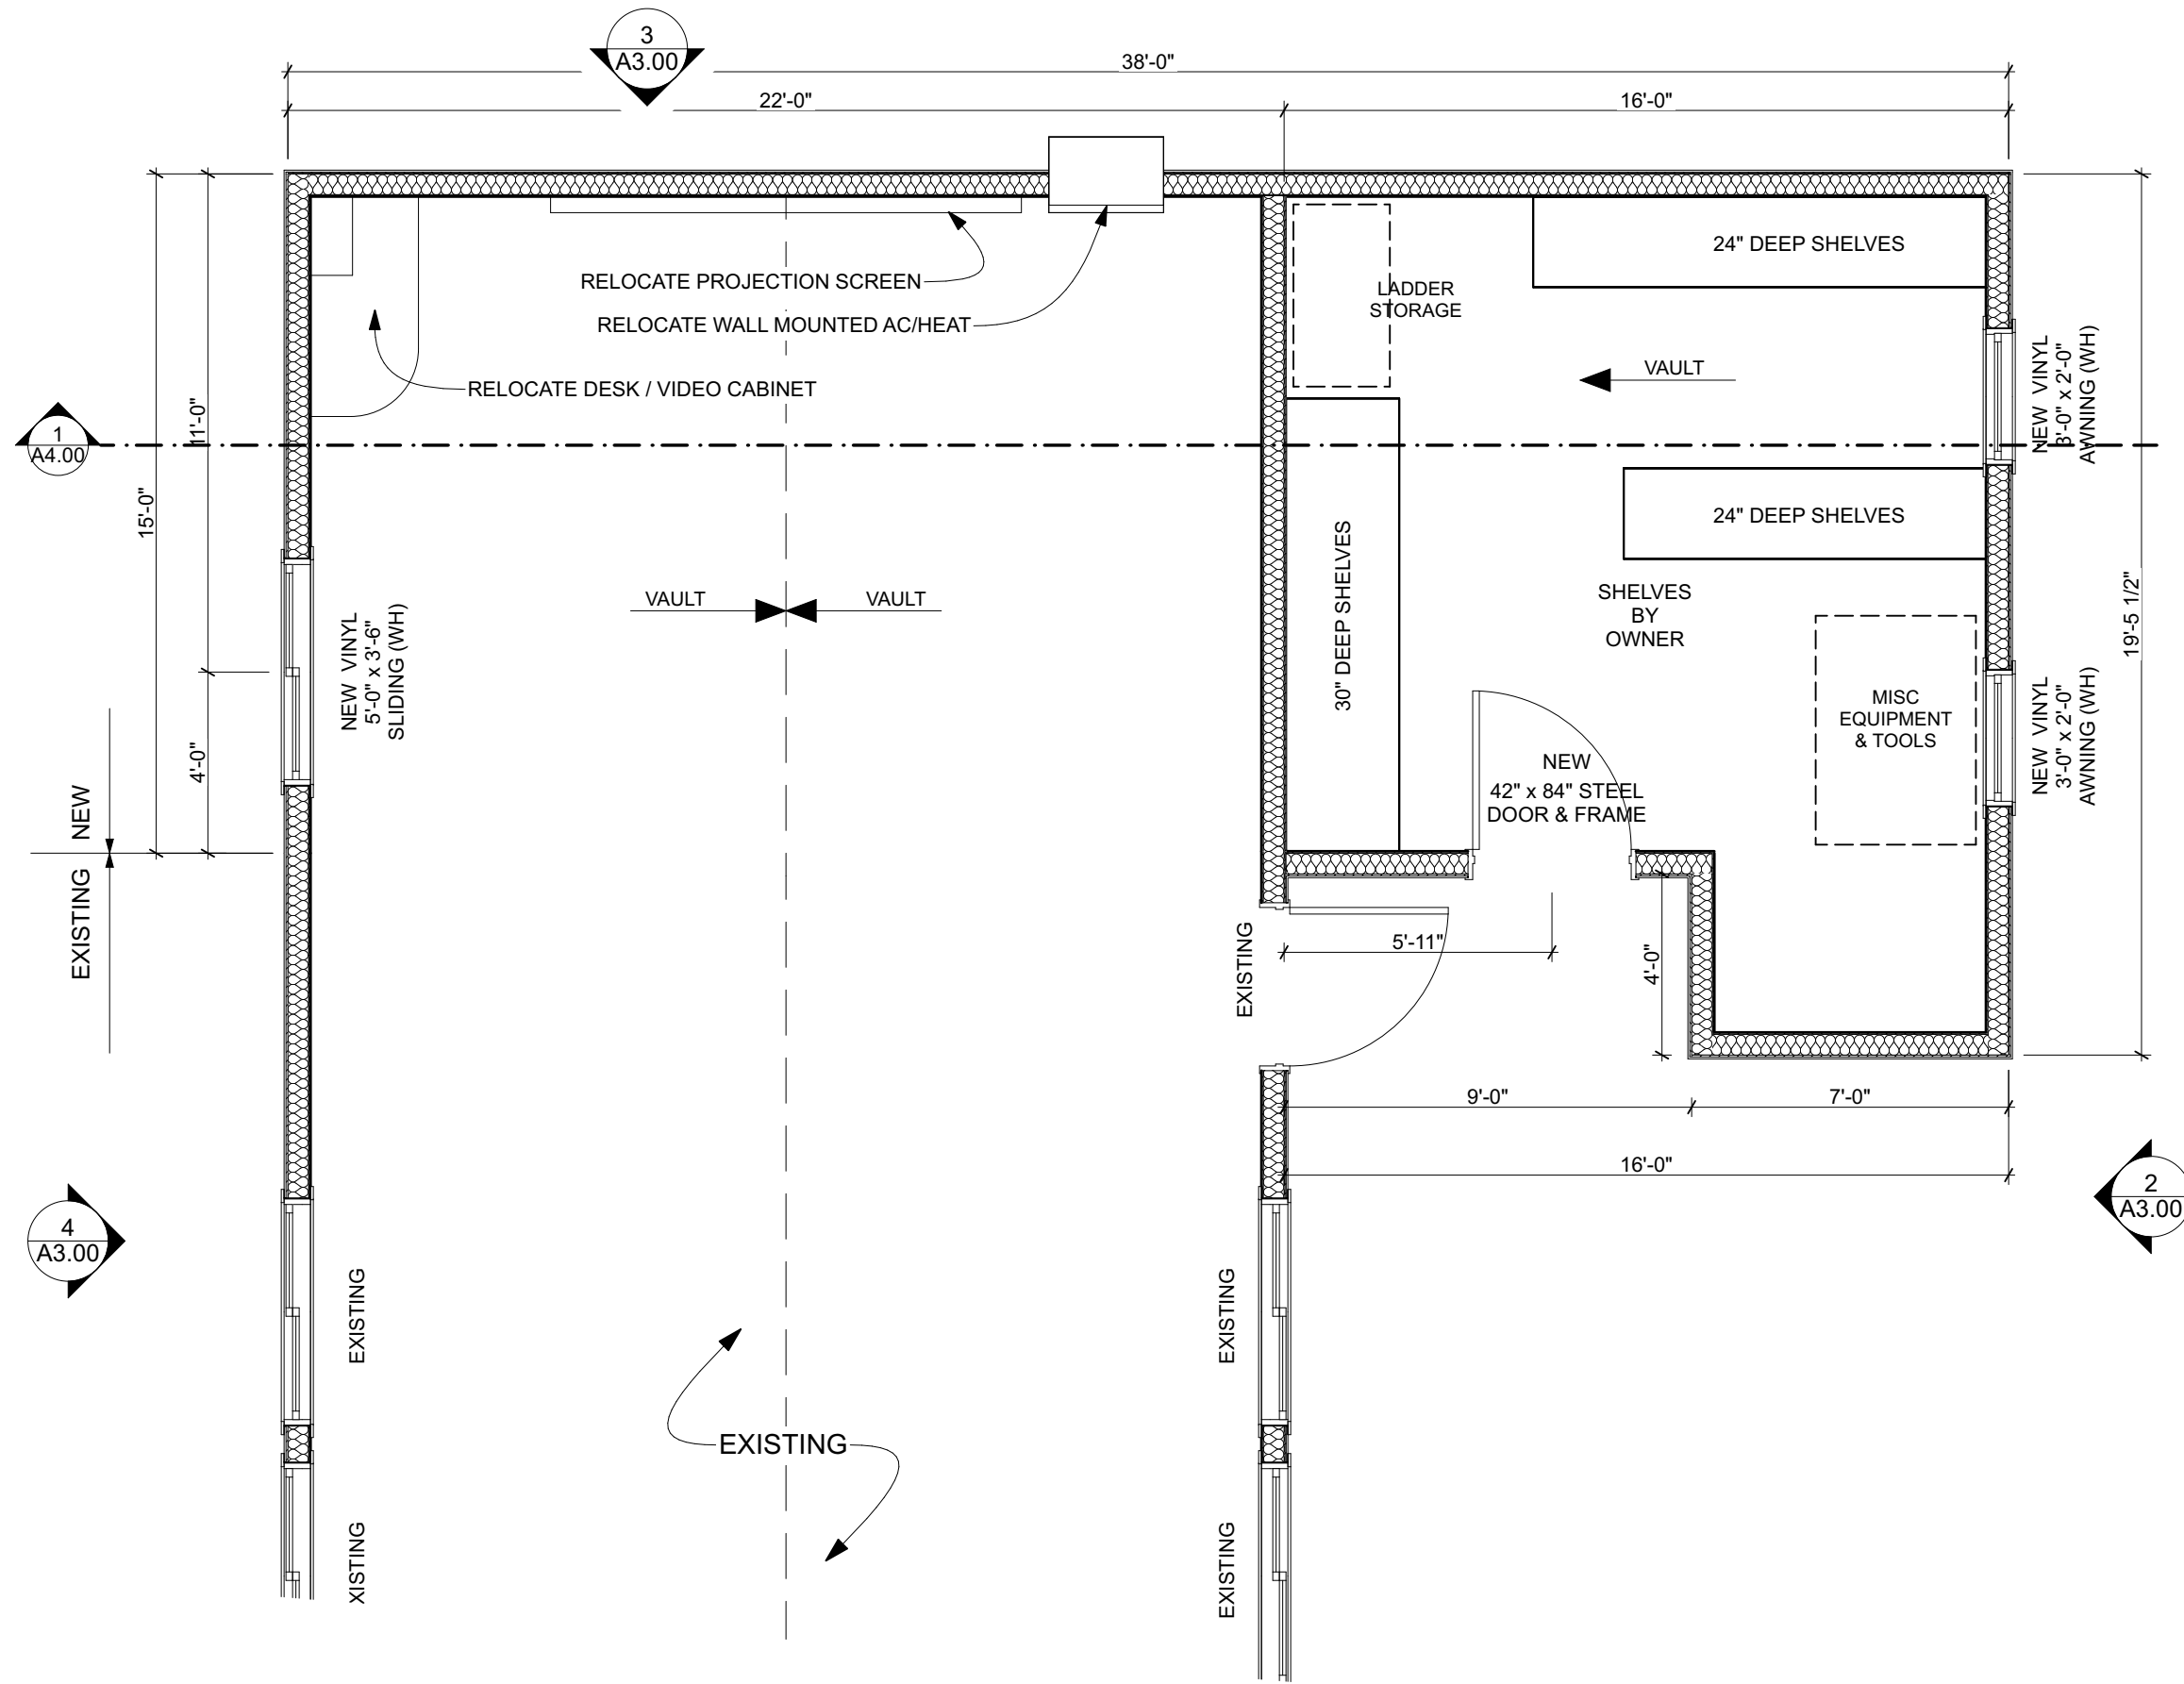 3
A3.00
38'-0"
22'-0"
16'-0"
24" DEEP SHELVES
RELOCATE PROJECTION SCREEN
LADDER
STORAGE
RELOCATE WALL MOUNTED AC/HEAT
VAULT
RELOCATE DESK / VIDEO CABINET
NEW VINYL
3'-0" x 2'-0"
AWNING (WH)
11'-0"
1
A4.00
15'-0"
24" DEEP SHELVES
30" DEEP SHELVES
VAULT
VAULT
SHELVES
BY
OWNER
19'-5 1/2"
NEW VINYL
5'-0" x 3'-6"
SLIDING (WH)
MISC
EQUIPMENT
& TOOLS
NEW VINYL
3'-0" x 2'-0"
AWNING (WH)
4'-0"
NEW
42" x 84" STEEL
DOOR & FRAME
NEW
EXISTING
EXISTING
5'-11"
4'-0"
9'-0"
7'-0"
16'-0"
4
A3.00
2
A3.00
EXISTING
EXISTING
EXISTING
XISTING
EXISTING